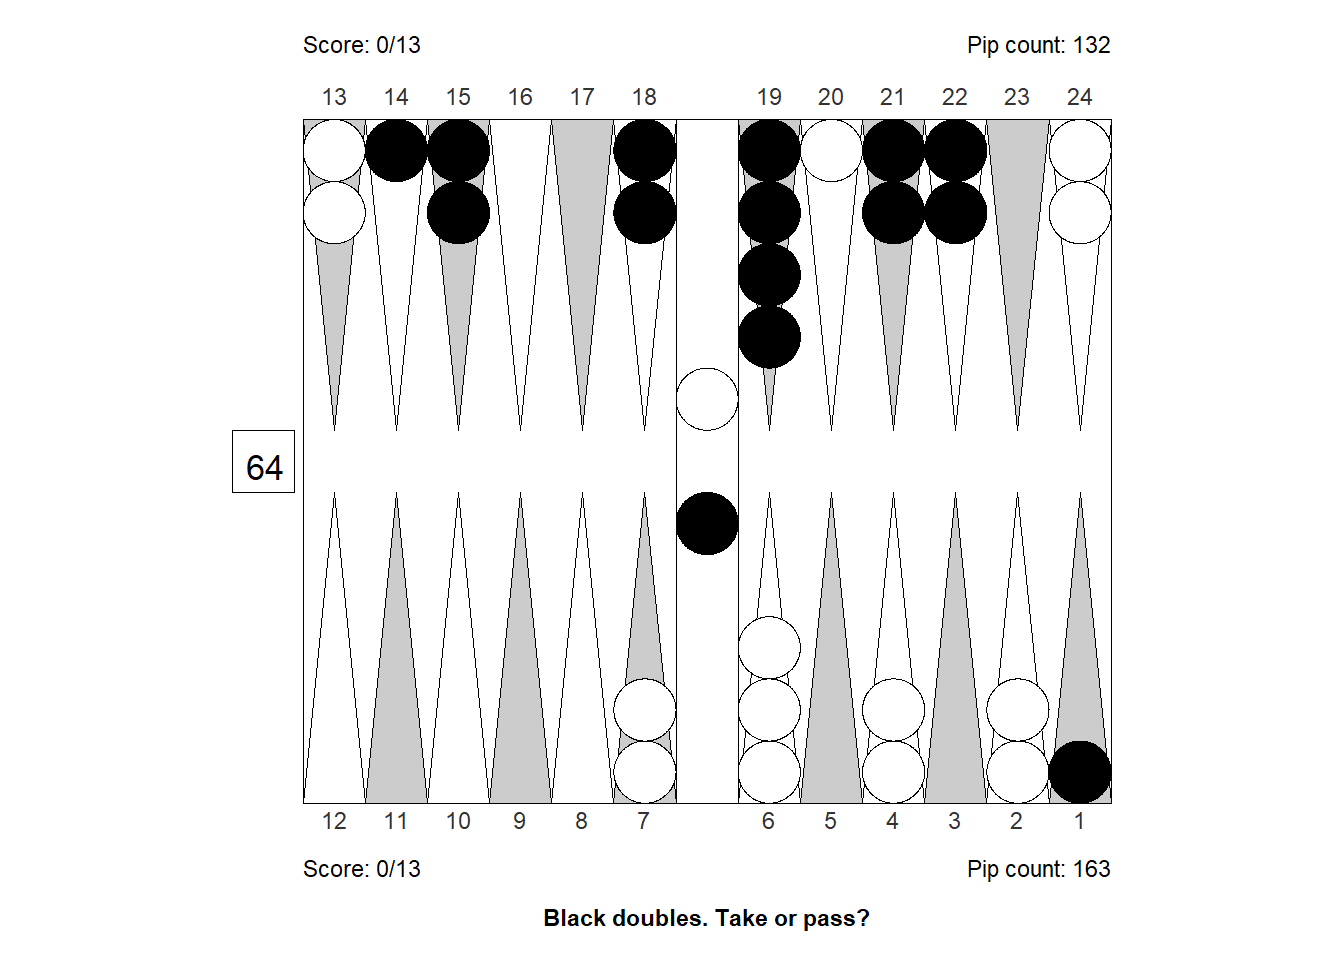 Score: 0/13 Pip count: 132
13 14 15 16 17 18 19 20 21 22 23 24
64
12 11 10 9 8 7 6 5 4 3 2 1
Score: 0/13 Pip count: 163
Black doubles. Take or pass?